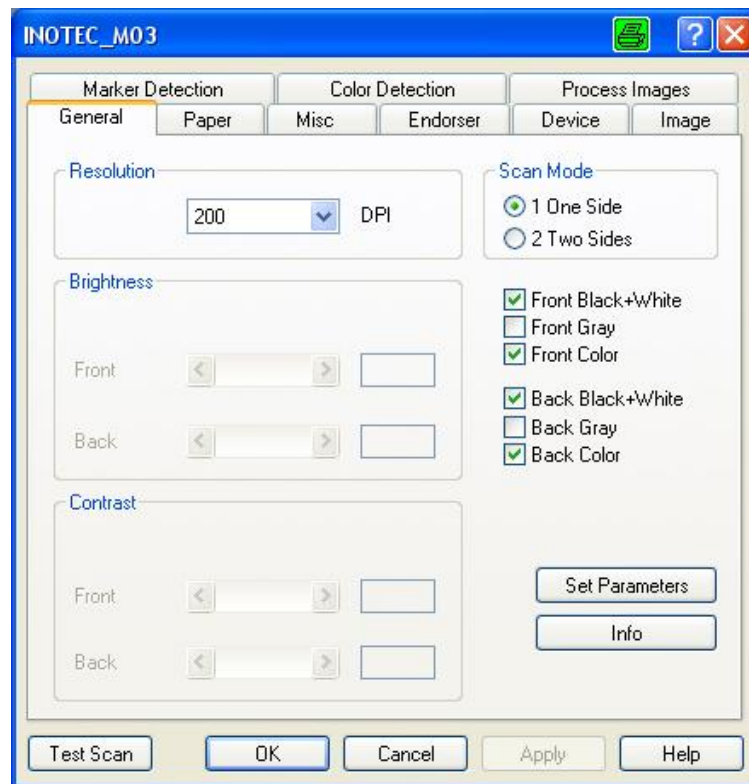 INOTEC_M03
Marker Detection Color Detection Process Images
General Paper Misc Endorser Device Image
Resolution
200 DPI
Scan Mode
1 One Side
2 Two Sides
Brightness
Front
Back
Front Black+White
Front Gray
Front Color
Back Black+White
Back Gray
Back Color
Contrast
Front
Back
Set Parameters
Info
Test Scan OK Cancel Apply Help